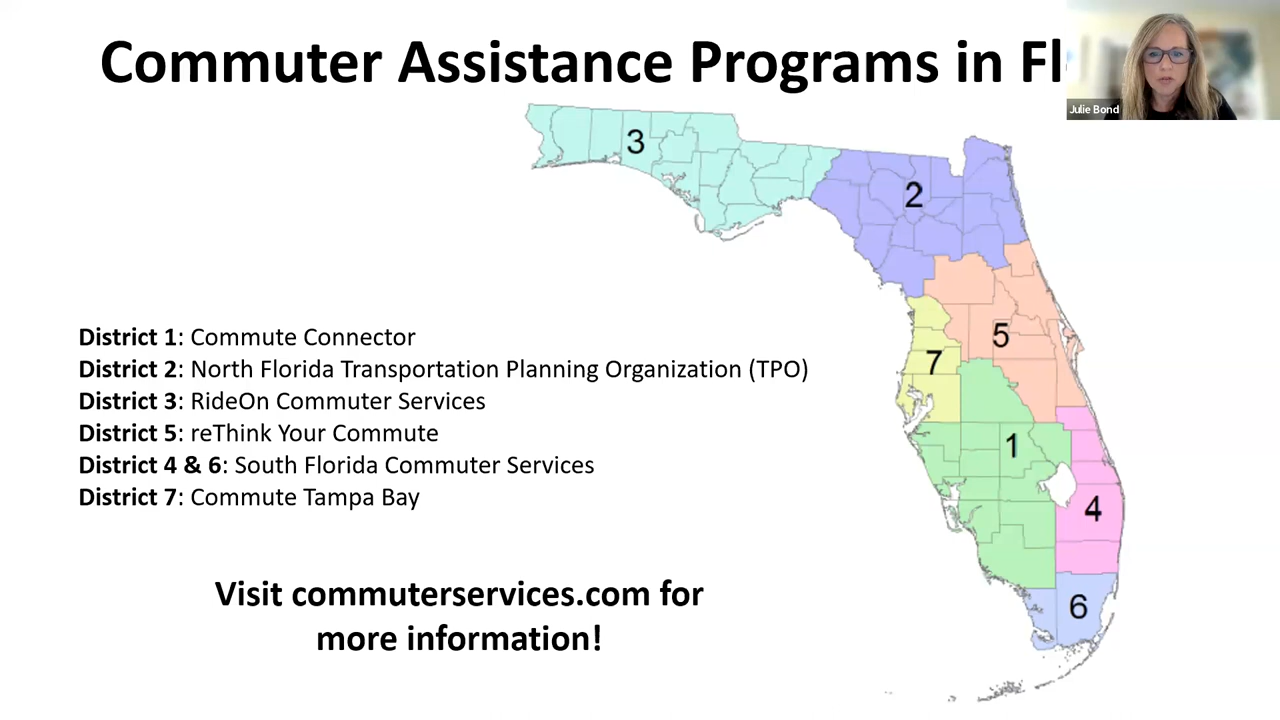 Commuter Assistance Programs in Fl
Julie Bond
3
2
5
7
1
4
6
District 1: Commute Connector
District 2: North Florida Transportation Planning Organization (TPO)
District 3: RideOn Commuter Services
District 5: reThink Your Commute
District 4 & 6: South Florida Commuter Services
District 7: Commute Tampa Bay
Visit commuterservices.com for
more information!